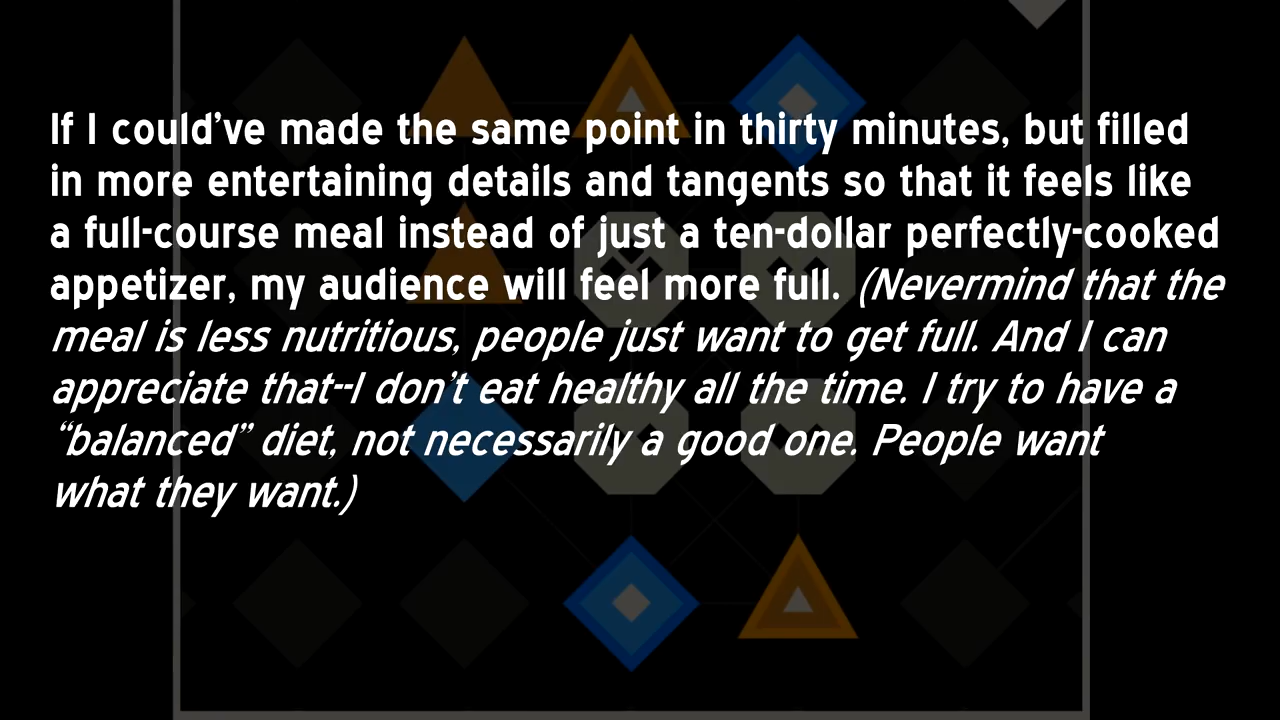 If I could’ve made the same point in thirty minutes, but filled
in more entertaining details and tangents so that it feels like
a full-course meal instead of just a ten-dollar perfectly-cooked
appetizer, my audience will feel more full. (Nevermind that the
meal is less nutritious, people just want to get full. And I can
appreciate that--I don’t eat healthy all the time. I try to have a
“balanced” diet, not necessarily a good one. People want
what they want.)